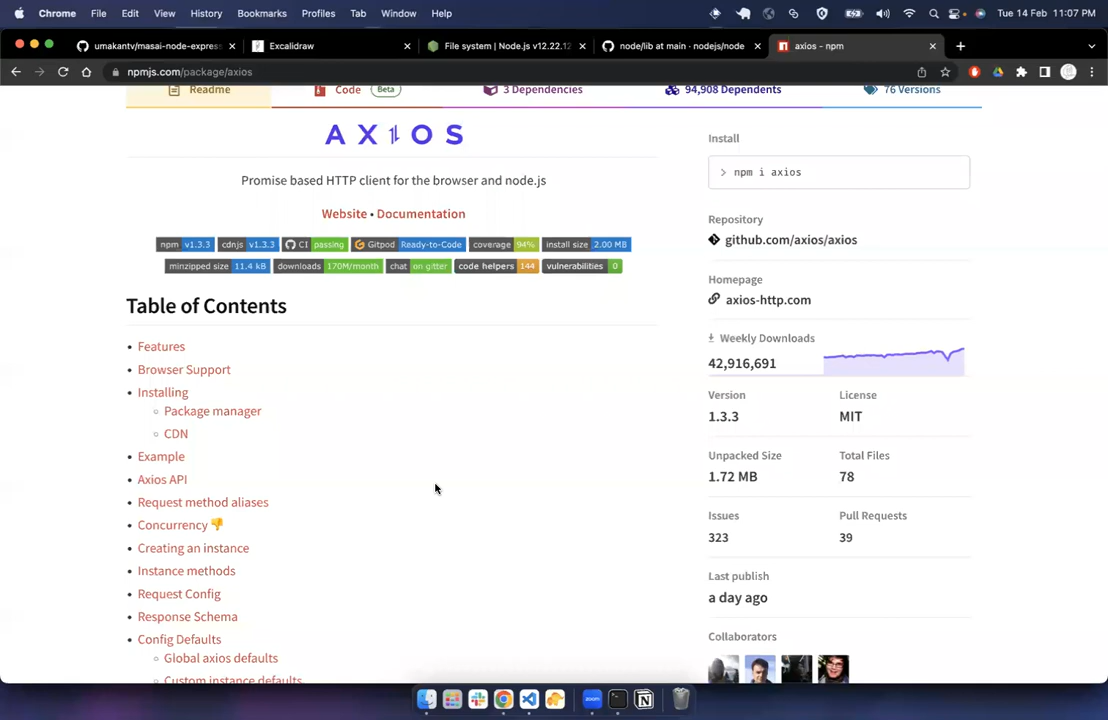 Chrome File Edit View History Bookmarks Profiles Tab Window Help Tue 14 Feb 11:07 PM
umakantv/masai-node-express Excalidraw File system | Node.js v12.22.12 node/lib at main · nodejs/node axios - npm
npmjs.com/package/axios
Readme Code Beta 3 Dependencies 94,908 Dependents 76 Versions
AXIOS
Promise based HTTP client for the browser and node.js
Website • Documentation
npm v1.3.3 cdnjs v1.3.3 CI passing Gitpod Ready-to-Code coverage 94% install size 2.00 MB
minzipped size 11.4 kB downloads 170M/month chat on gitter code helpers 144 vulnerabilities 0
Table of Contents
• Features
• Browser Support
• Installing
◦ Package manager
◦ CDN
• Example
• Axios API
• Request method aliases
• Concurrency 👎
• Creating an instance
• Instance methods
• Request Config
• Response Schema
• Config Defaults
◦ Global axios defaults
◦ Custom instance defaults
Install
> npm i axios
Repository
github.com/axios/axios
Homepage
axios-http.com
Weekly Downloads
42,916,691
Version License
1.3.3 MIT
Unpacked Size Total Files
1.72 MB 78
Issues Pull Requests
323 39
Last publish
a day ago
Collaborators